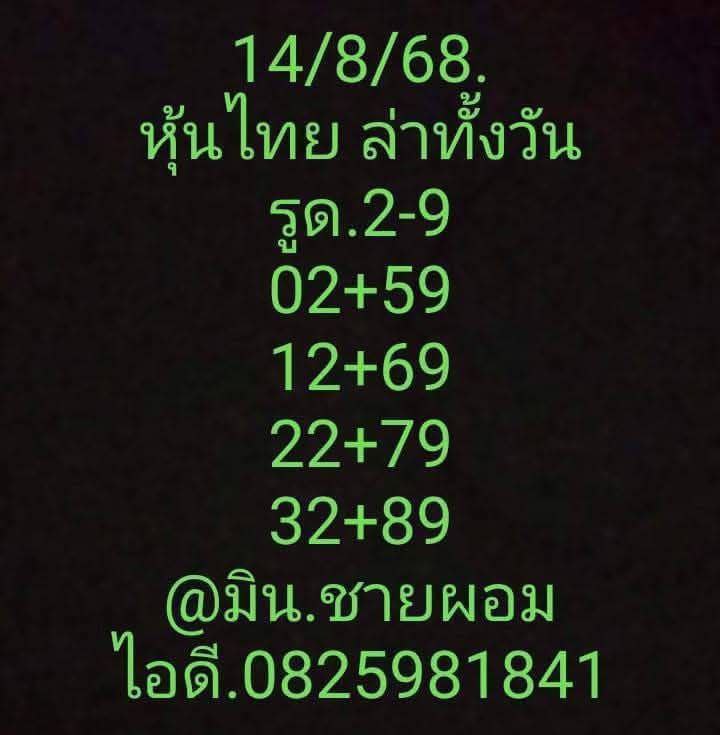 14/8/68.
หุ้นไทย ล่าทั้งวัน
รูด.2-9
02+59
12+69
22+79
32+89
@มิน.ชายผอม
ไอดี.0825981841